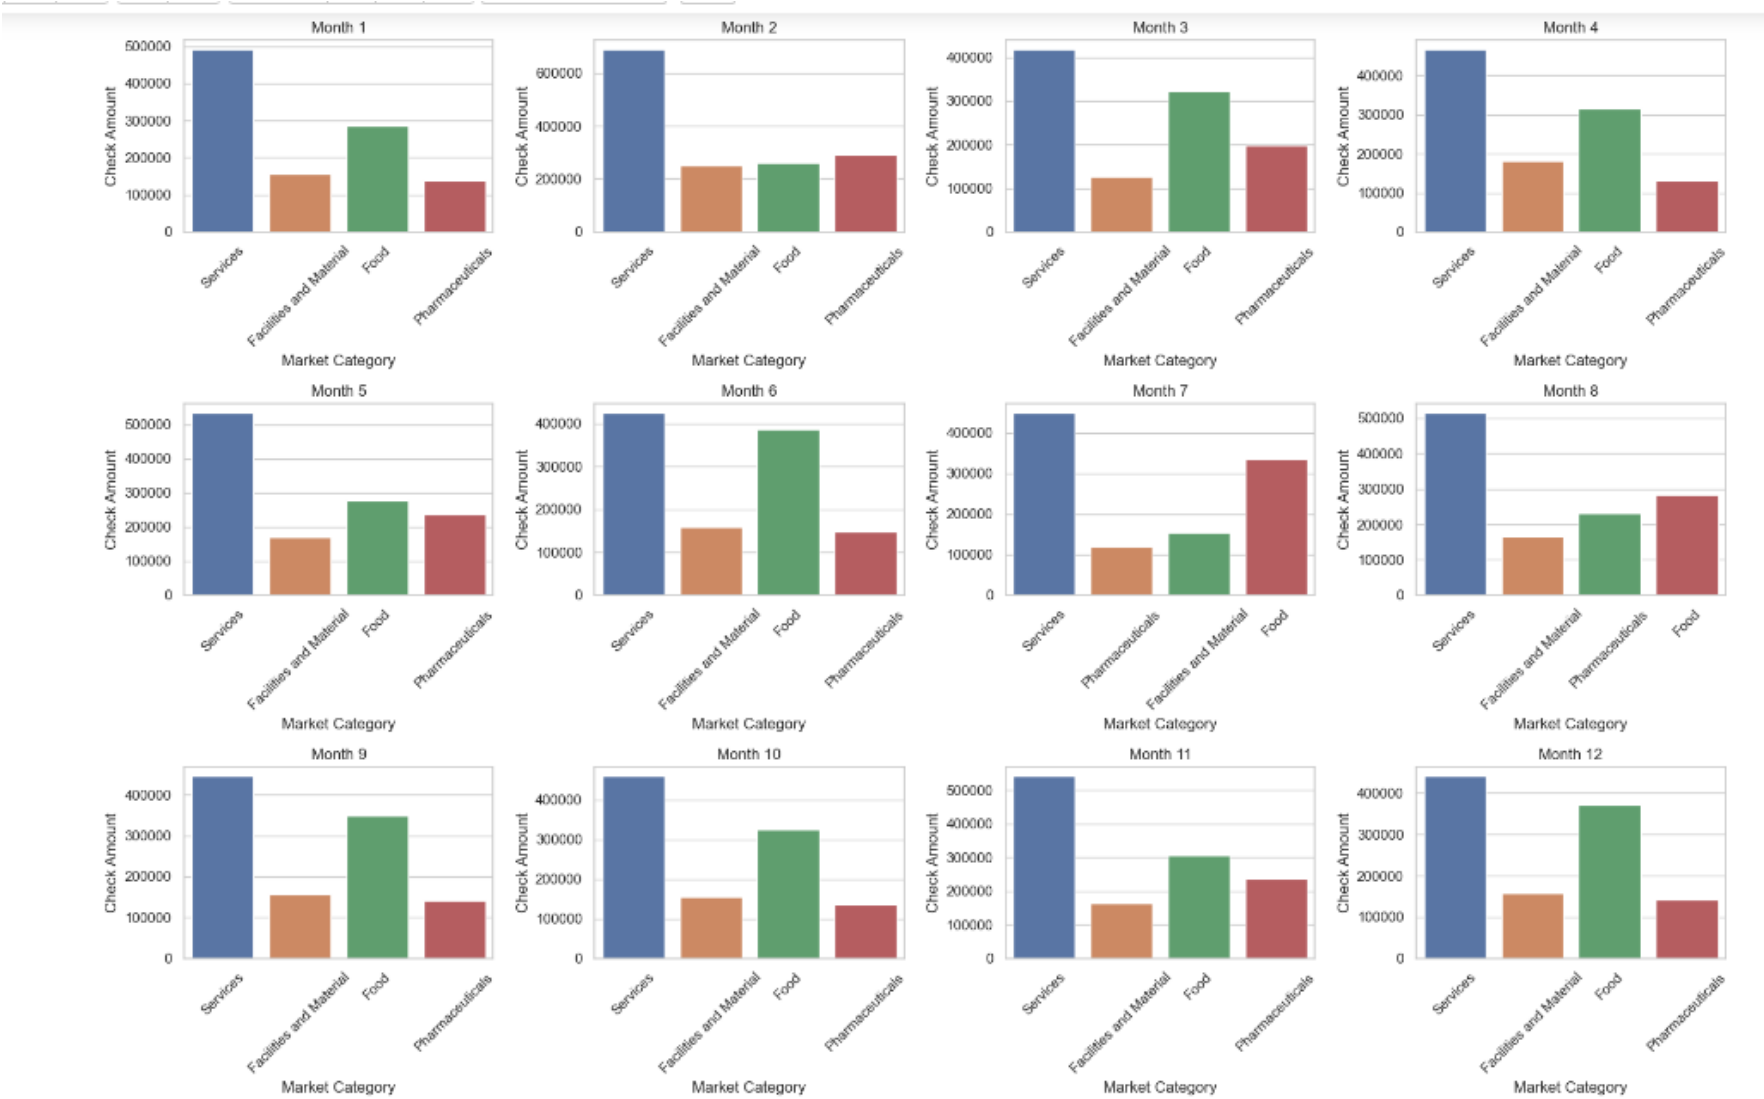 Month 1
Month 2
Month 3
Month 4
500000
400000
300000
200000
100000
0
Check Amount
Services
Facilities and Material
Food
Pharmaceuticals
Market Category
600000
400000
200000
0
Check Amount
Services
Facilities and Material
Food
Pharmaceuticals
Market Category
400000
300000
200000
100000
0
Check Amount
Services
Facilities and Material
Food
Pharmaceuticals
Market Category
400000
300000
200000
100000
0
Check Amount
Services
Facilities and Material
Food
Pharmaceuticals
Market Category
Month 5
Month 6
Month 7
Month 8
500000
400000
300000
200000
100000
0
Check Amount
Services
Facilities and Material
Food
Pharmaceuticals
Market Category
400000
300000
200000
100000
0
Check Amount
Services
Facilities and Material
Food
Pharmaceuticals
Market Category
400000
300000
200000
100000
0
Check Amount
Services
Pharmaceuticals
Facilities and Material
Food
Market Category
500000
400000
300000
200000
100000
0
Check Amount
Services
Facilities and Material
Pharmaceuticals
Food
Market Category
Month 9
Month 10
Month 11
Month 12
400000
300000
200000
100000
0
Check Amount
Services
Facilities and Material
Food
Pharmaceuticals
Market Category
400000
300000
200000
100000
0
Check Amount
Services
Facilities and Material
Food
Pharmaceuticals
Market Category
500000
400000
300000
200000
100000
0
Check Amount
Services
Facilities and Material
Food
Pharmaceuticals
Market Category
400000
300000
200000
100000
0
Check Amount
Services
Facilities and Material
Food
Pharmaceuticals
Market Category